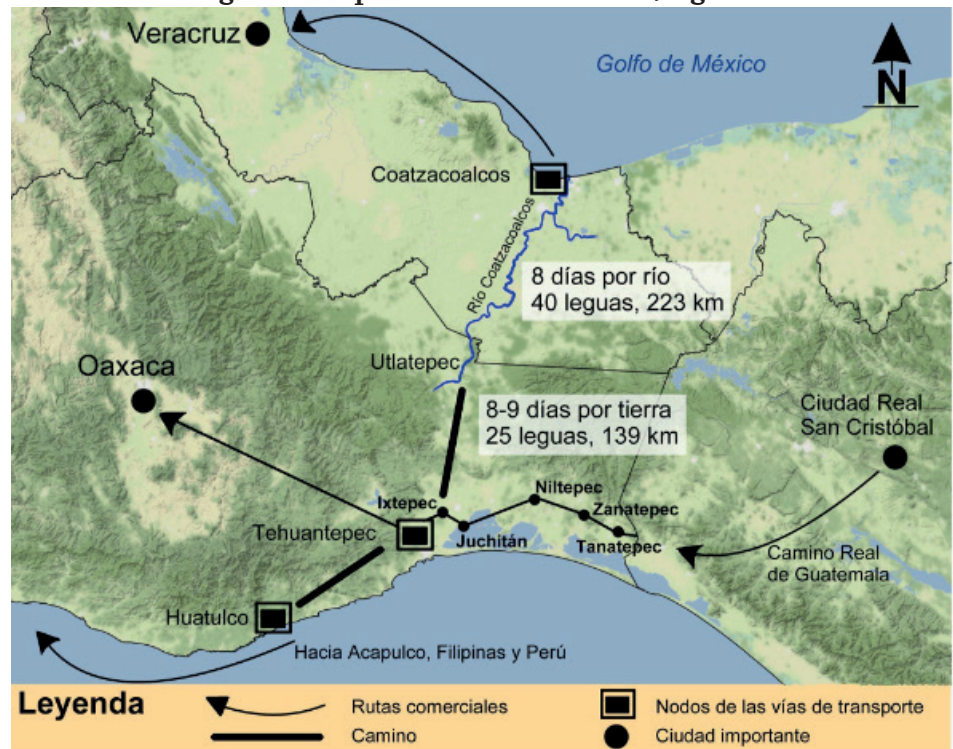 Veracruz
Golfo de México
N
Coatzacoalcos
Río Coatzacoalcos
8 días por río
40 leguas, 223 km
Utlatepec
Oaxaca
8-9 días por tierra
25 leguas, 139 km
Ciudad Real
San Cristóbal
Ixtepec
Niltepec
Zanatepec
Tehuantepec
Juchitán
Tanatepec
Camino Real
de Guatemala
Huatulco
Hacia Acapulco, Filipinas y Perú
Leyenda
Rutas comerciales
Nodos de las vías de transporte
Camino
Ciudad importante